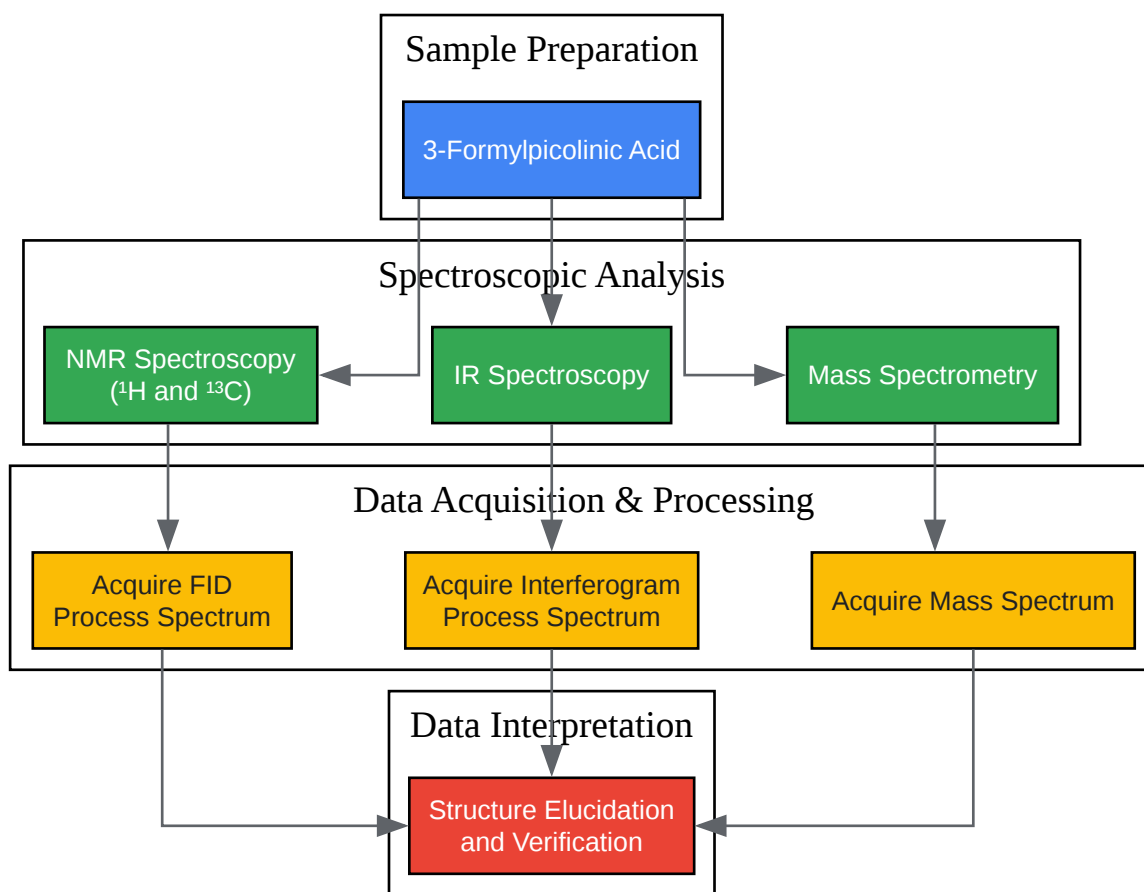 Sample Preparation
3-Formylpicolinic Acid
Spectroscopic Analysis
NMR Spectroscopy
(¹H and ¹³C)
IR Spectroscopy
Mass Spectrometry
Data Acquisition & Processing
Acquire FID
Process Spectrum
Acquire Interferogram
Process Spectrum
Acquire Mass Spectrum
Data Interpretation
Structure Elucidation
and Verification